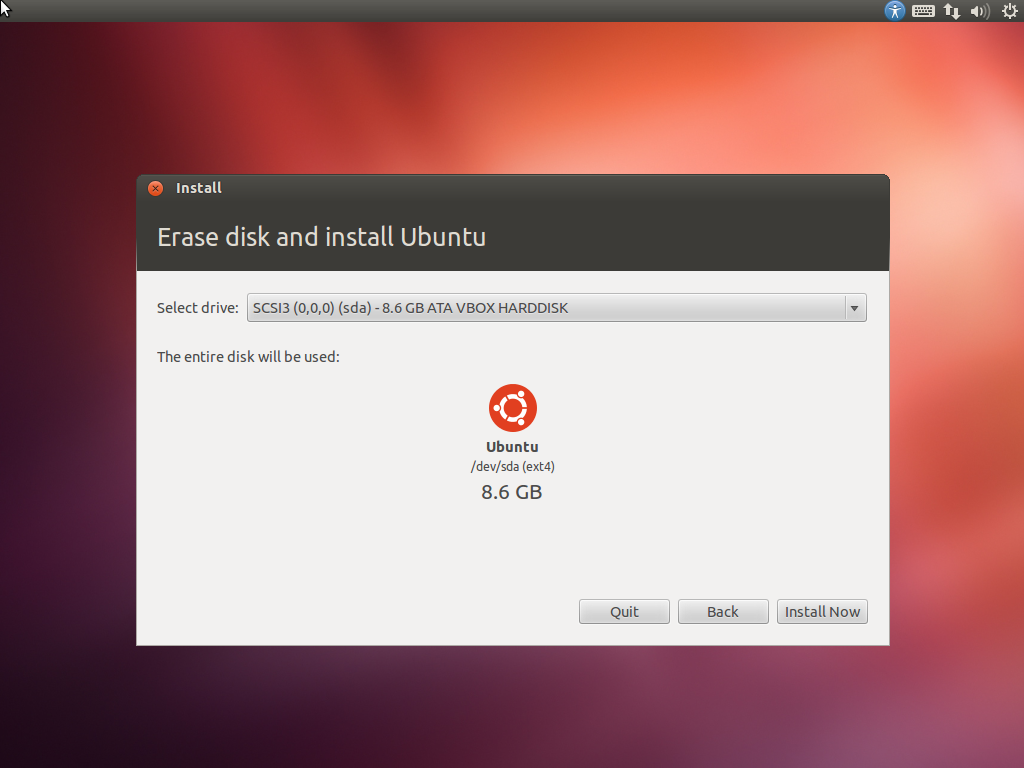 Install
Erase disk and install Ubuntu
Select drive: SCSI3 (0,0,0) (sda) - 8.6 GB ATA VBOX HARDDISK
The entire disk will be used:
Ubuntu
/dev/sda (ext4)
8.6 GB
Quit Back Install Now